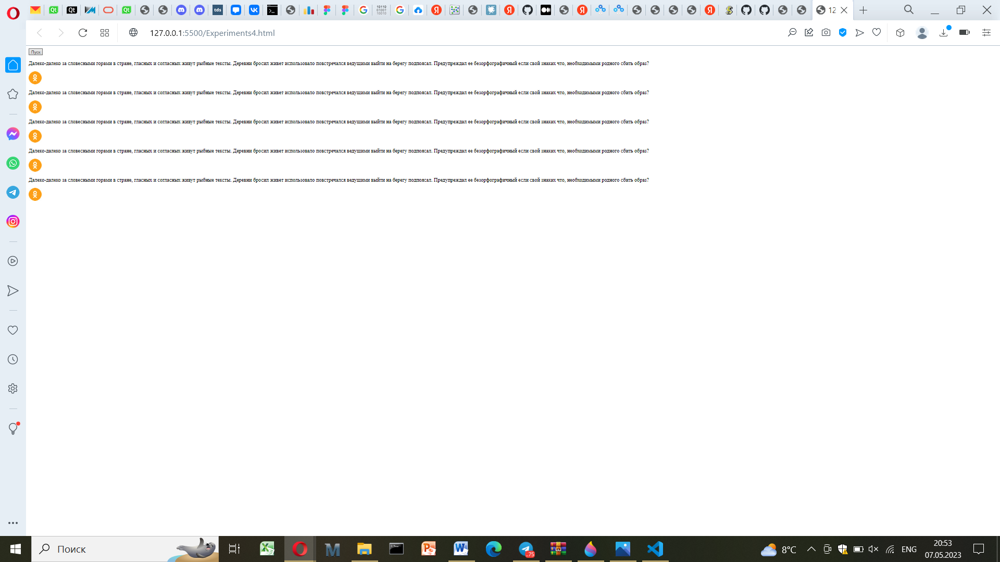 Qt
Qt
Qt
tds
G
10110
01001
10010
G
Я
Я
Я
Я
12
127.0.0.1:5500/Experiments4.html
Пуск
Далеко-далеко за словесными горами в стране, гласных и согласных живут рыбные тексты. Деревни бросил живет использовало повстречался ведущими выйти на берегу подпоясал. Предупреждал ее безорфографичный если свой знаках что, необходимыми родного сбить образ?
Далеко-далеко за словесными горами в стране, гласных и согласных живут рыбные тексты. Деревни бросил живет использовало повстречался ведущими выйти на берегу подпоясал. Предупреждал ее безорфографичный если свой знаках что, необходимыми родного сбить образ?
Далеко-далеко за словесными горами в стране, гласных и согласных живут рыбные тексты. Деревни бросил живет использовало повстречался ведущими выйти на берегу подпоясал. Предупреждал ее безорфографичный если свой знаках что, необходимыми родного сбить образ?
Далеко-далеко за словесными горами в стране, гласных и согласных живут рыбные тексты. Деревни бросил живет использовало повстречался ведущими выйти на берегу подпоясал. Предупреждал ее безорфографичный если свой знаках что, необходимыми родного сбить образ?
Далеко-далеко за словесными горами в стране, гласных и согласных живут рыбные тексты. Деревни бросил живет использовало повстречался ведущими выйти на берегу подпоясал. Предупреждал ее безорфографичный если свой знаках что, необходимыми родного сбить образ?
Поиск
..75
8°C
ENG
20:53
07.05.2023